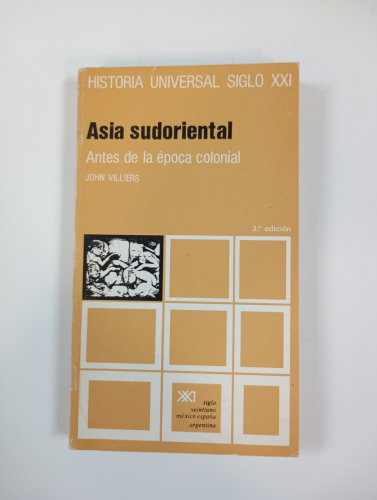 HISTORIA UNIVERSAL SIGLO XXI
Asia sudoriental
Antes de la época colonial
JOHN VILLIERS
3.ª edición
XXI
siglo
veintiuno
méxico españa
argentina